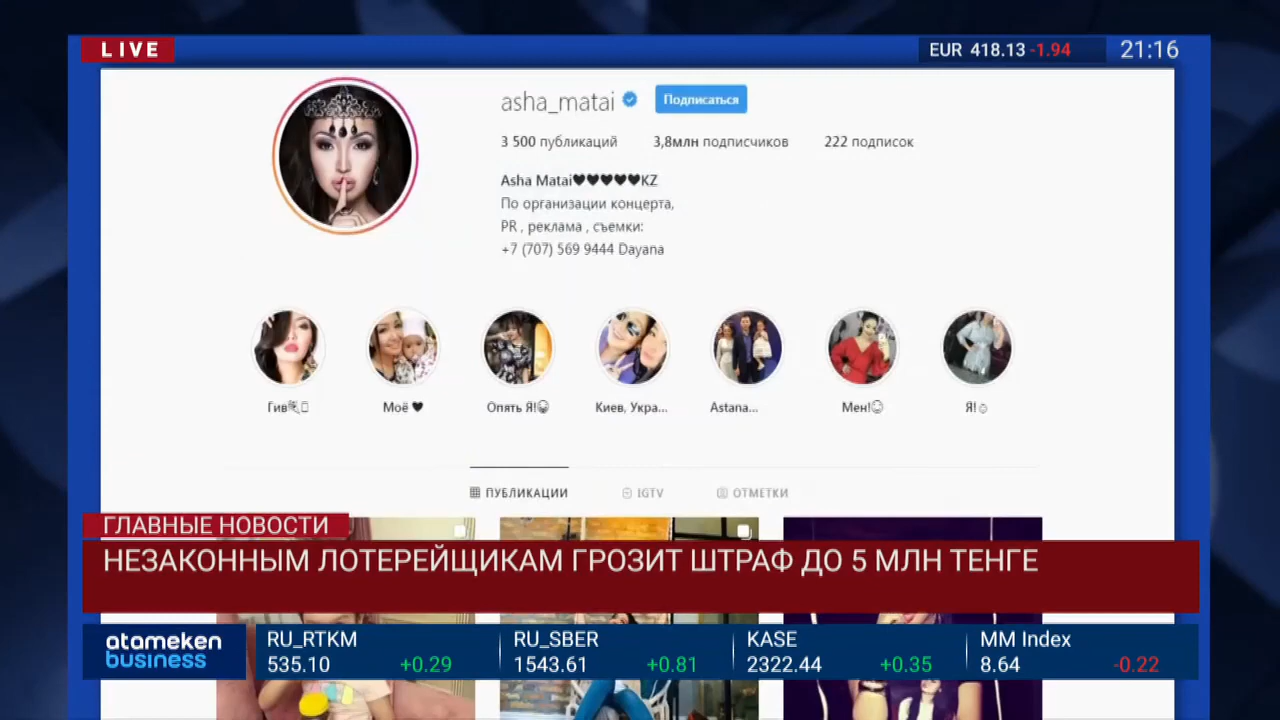 LIVE
EUR 418.13 -1.94
21:16
asha_matai
Подписаться
3 500 публикаций 3,8млн подписчиков 222 подписок
Asha Matai🖤🖤🖤🖤🖤KZ
По организации концерта,
PR , реклама , съемки:
+7 (707) 569 9444 Dayana
Гив
Моё 🖤
Опять Я!
Киев, Укра...
Astana...
Мен!
Я!
ПУБЛИКАЦИИ IGTV ОТМЕТКИ
ГЛАВНЫЕ НОВОСТИ
НЕЗАКОННЫМ ЛОТЕРЕЙЩИКАМ ГРОЗИТ ШТРАФ ДО 5 МЛН ТЕНГЕ
atameken
business
RU_RTKM
535.10 +0.29
RU_SBER
1543.61 +0.81
KASE
2322.44 +0.35
MM Index
8.64 -0.22